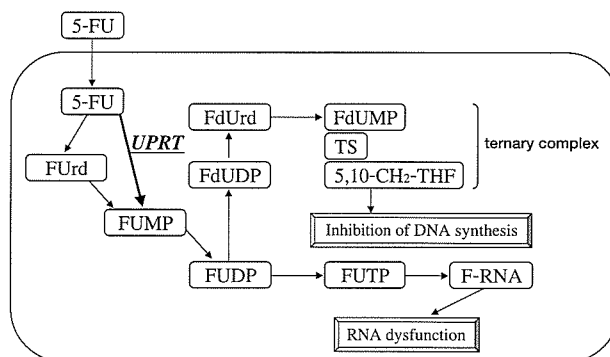 5-FU
5-FU
UPRT
FdUrd
FdUMP
TS
5,10-CH₂-THF
ternary complex
FUrd
FdUDP
FUMP
Inhibition of DNA synthesis
FUDP
FUTP
F-RNA
RNA dysfunction